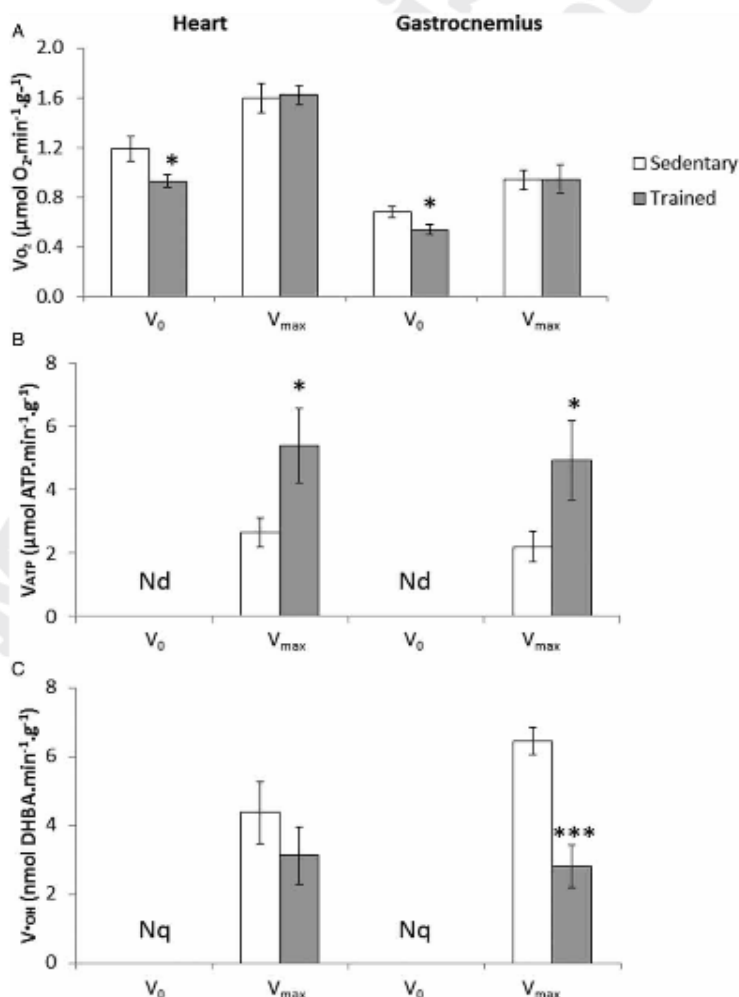 Heart Gastrocnemius
A
Vo₂ (µmol O₂.min⁻¹.g⁻¹)
2.0
1.6
1.2
0.8
0.4
0.0
* *
Sedentary
Trained
V₀ Vmax V₀ Vmax
B
VATP (µmol ATP.min⁻¹.g⁻¹)
8
6
4
2
0
* *
Nd Nd
V₀ Vmax V₀ Vmax
C
V•OH (nmol DHBA.min⁻¹.g⁻¹)
8
6
4
2
0
***
Nq Nq
V₀ Vmax V₀ Vmax